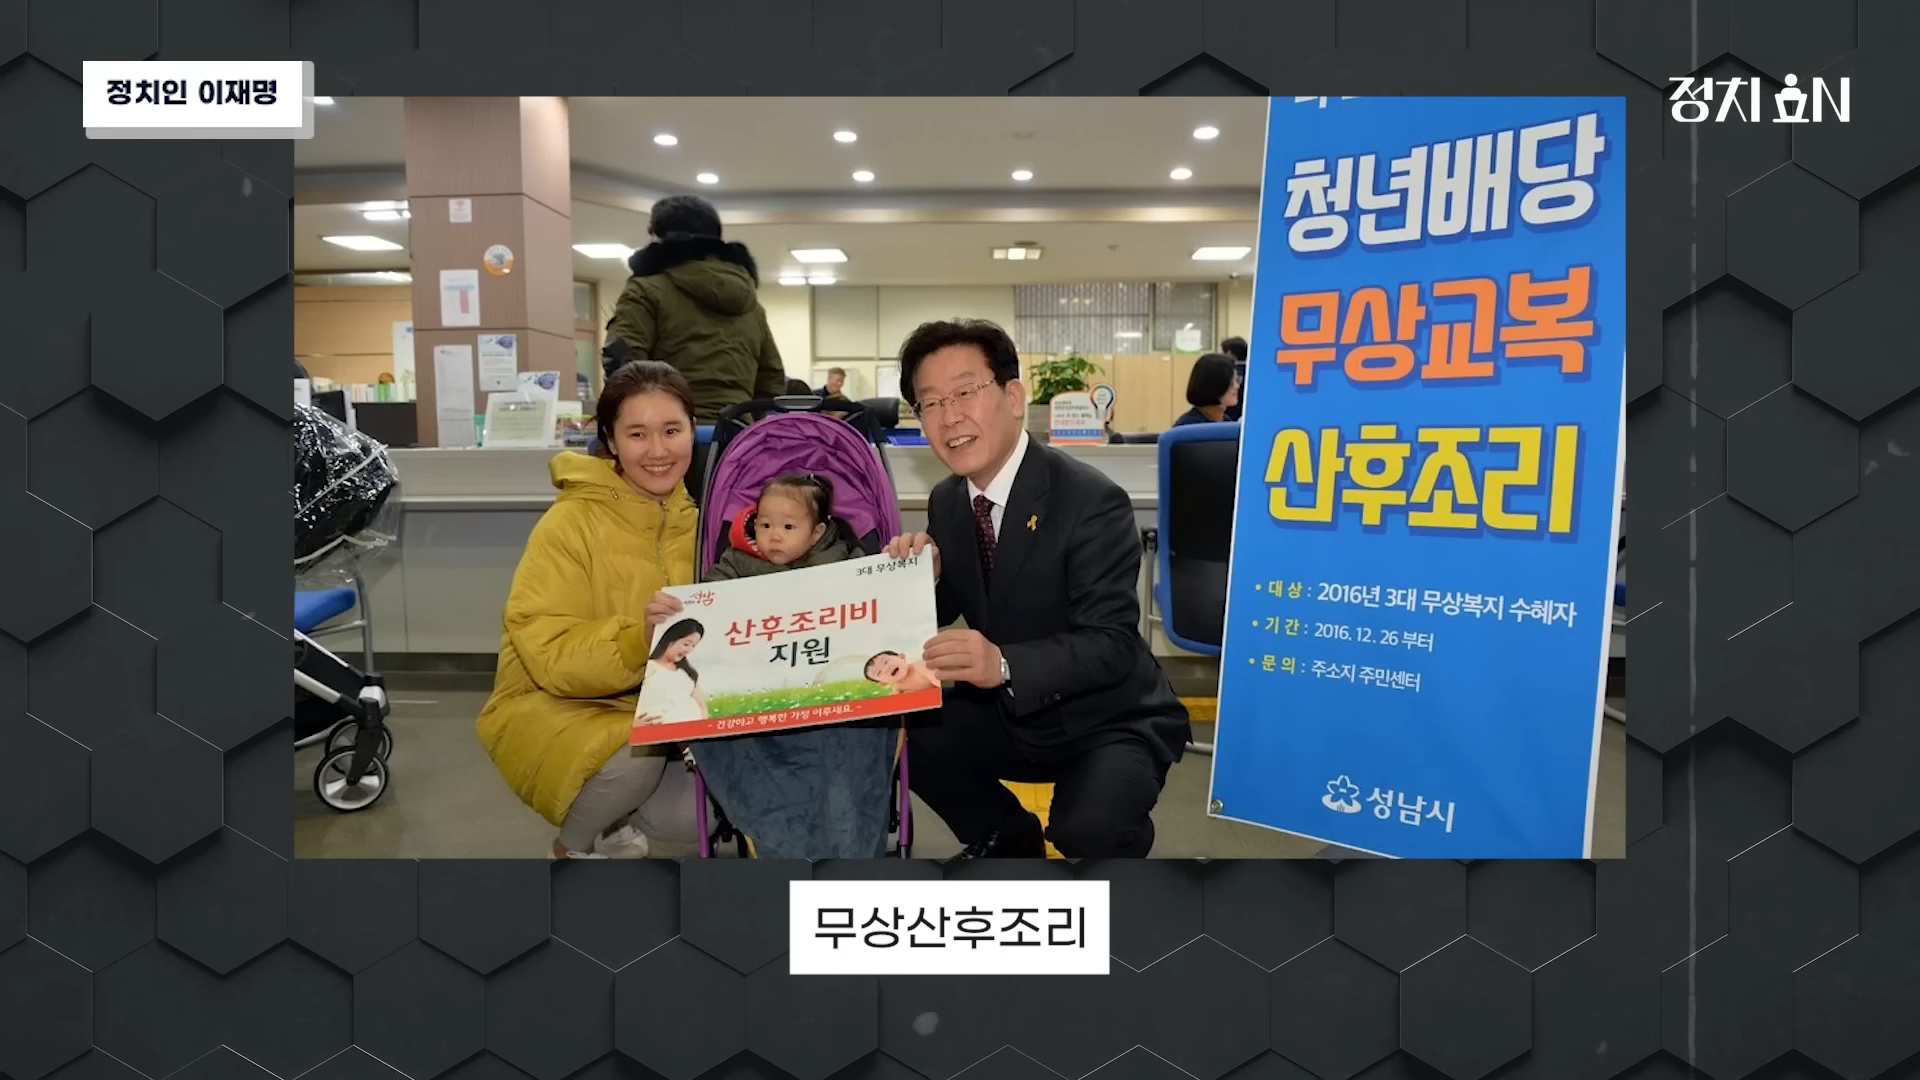 정치인 이재명
정치IN
청년배당
무상교복
산후조리
• 대상 : 2016년 3대 무상복지 수혜자
• 기간 : 2016. 12. 26 부터
• 문의 : 주소지 주민센터
성남시
3대 무상복지
성남
산후조리비
지원
- 건강하고 행복한 가정 이루세요. -
무상산후조리